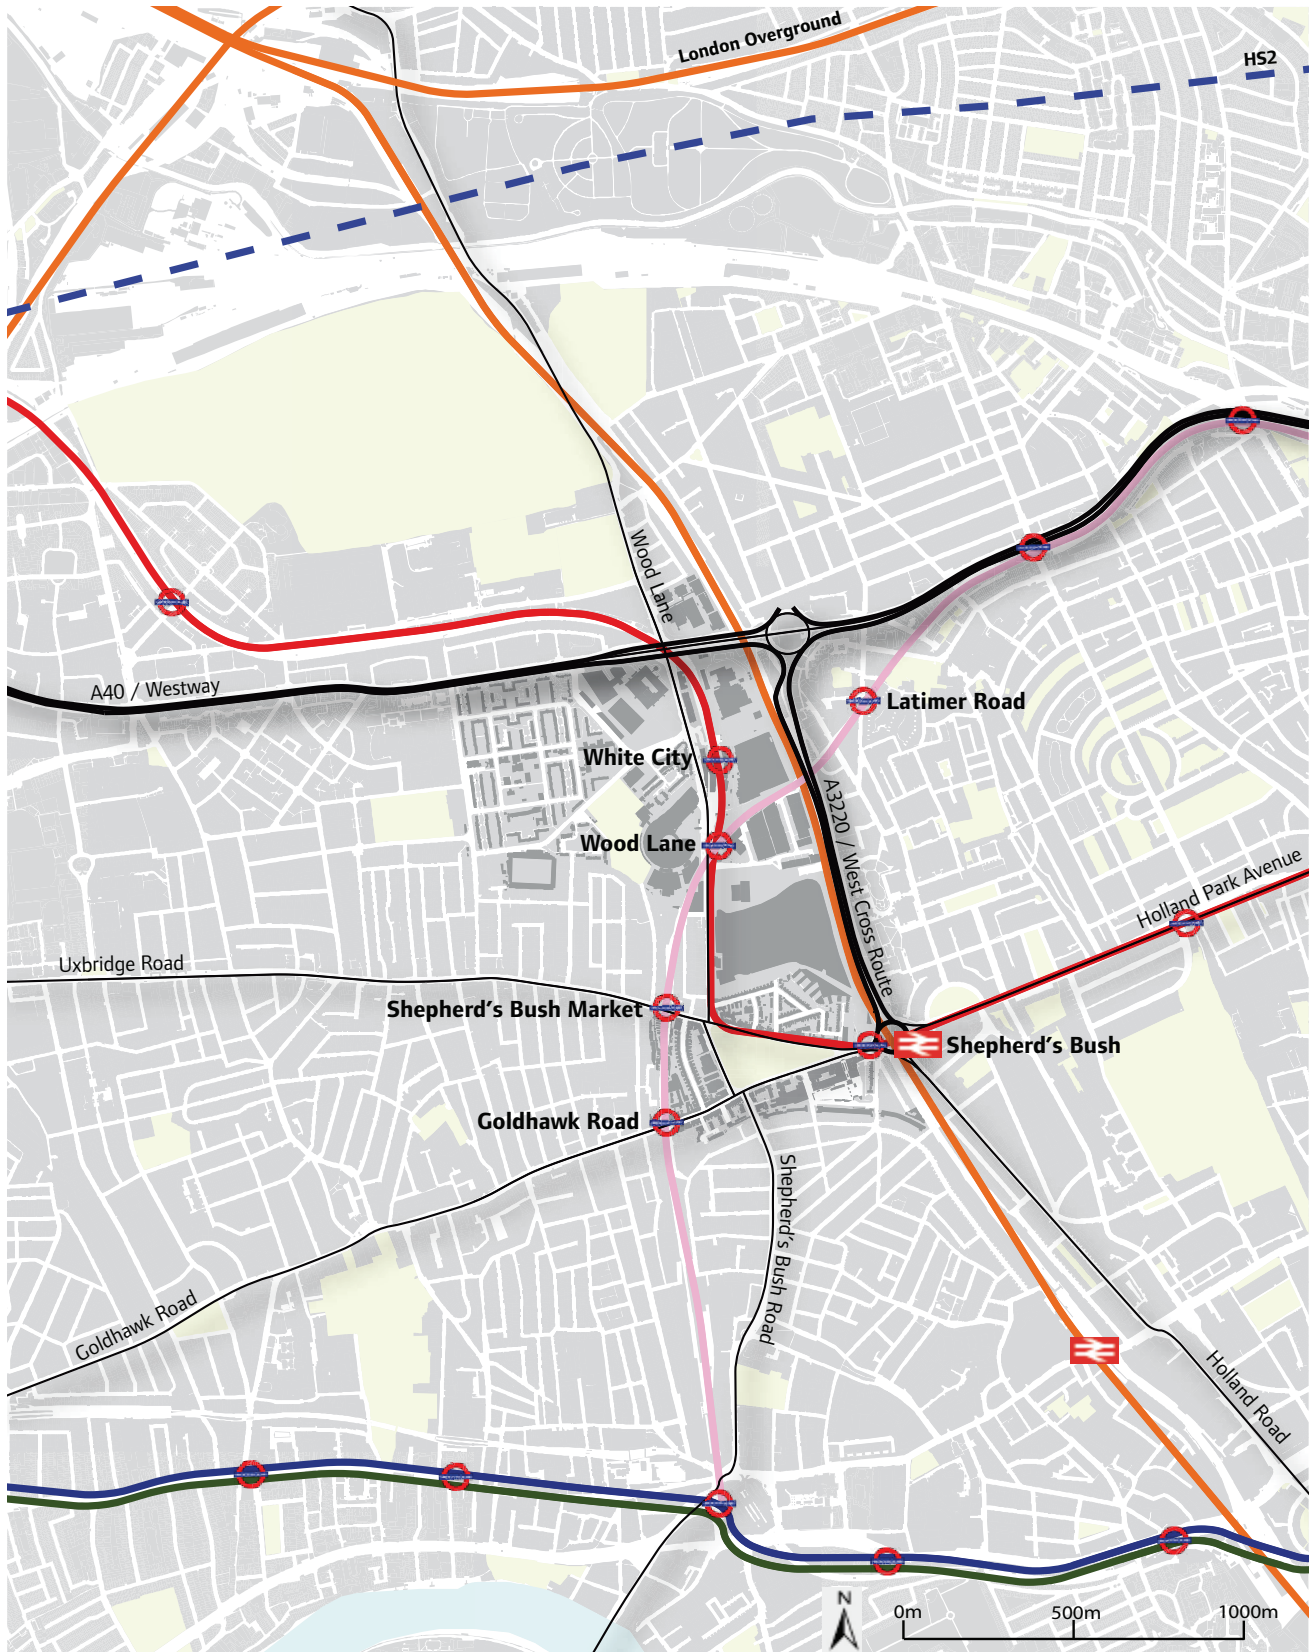 London Overground
HS2
Wood Lane
A40 / Westway
Latimer Road
White City
A3220 / West Cross Route
Wood Lane
Holland Park Avenue
Uxbridge Road
Shepherd's Bush Market
Shepherd's Bush
Goldhawk Road
Shepherd's Bush Road
Goldhawk Road
Holland Road
N
0m 500m 1000m